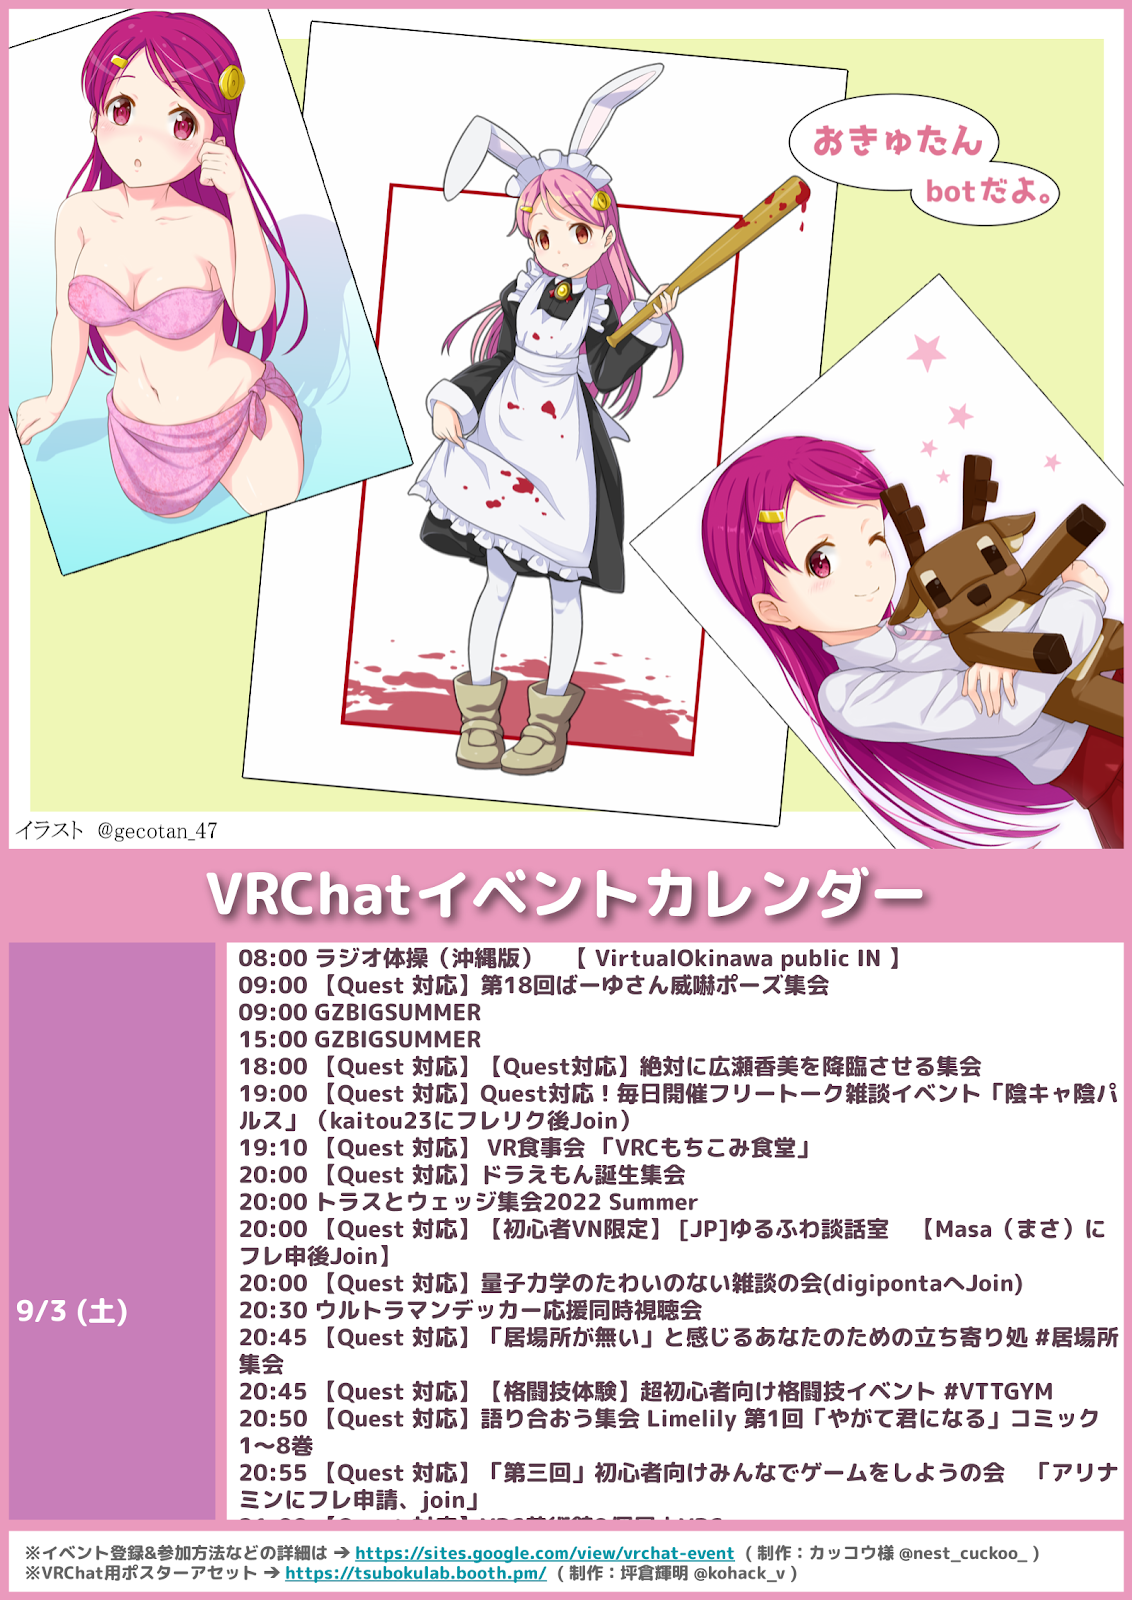 おきゅたん
botだよ。
イラスト @gecotan_47
VRChatイベントカレンダー
9/3 (土)
08:00 ラジオ体操（沖縄版） 【 VirtualOkinawa public IN 】
09:00 【Quest 対応】第18回ばーゆさん威嚇ポーズ集会
09:00 GZBIGSUMMER
15:00 GZBIGSUMMER
18:00 【Quest 対応】【Quest対応】絶対に広瀬香美を降臨させる集会
19:00 【Quest 対応】Quest対応！毎日開催フリートーク雑談イベント「陰キャ陰パ
ルス」（kaitou23にフレリク後Join）
19:10 【Quest 対応】 VR食事会 「VRCもちこみ食堂」
20:00 【Quest 対応】ドラえもん誕生集会
20:00 トラスとウェッジ集会2022 Summer
20:00 【Quest 対応】【初心者VN限定】 [JP]ゆるふわ談話室 【Masa（まさ）に
フレ申後Join】
20:00 【Quest 対応】量子力学のたわいのない雑談の会(digipontaへJoin)
20:30 ウルトラマンデッカー応援同時視聴会
20:45 【Quest 対応】「居場所が無い」と感じるあなたのための立ち寄り処 #居場所
集会
20:45 【Quest 対応】【格闘技体験】超初心者向け格闘技イベント #VTTGYM
20:50 【Quest 対応】語り合おう集会 Limelily 第1回「やがて君になる」コミック
1～8巻
20:55 【Quest 対応】「第三回」初心者向けみんなでゲームをしようの会 「アリナ
ミンにフレ申請、join」
※イベント登録&参加方法などの詳細は → https://sites.google.com/view/vrchat-event ( 制作：カッコウ様 @nest_cuckoo_ )
※VRChat用ポスターアセット → https://tsubokulab.booth.pm/ ( 制作：坪倉輝明 @kohack_v )